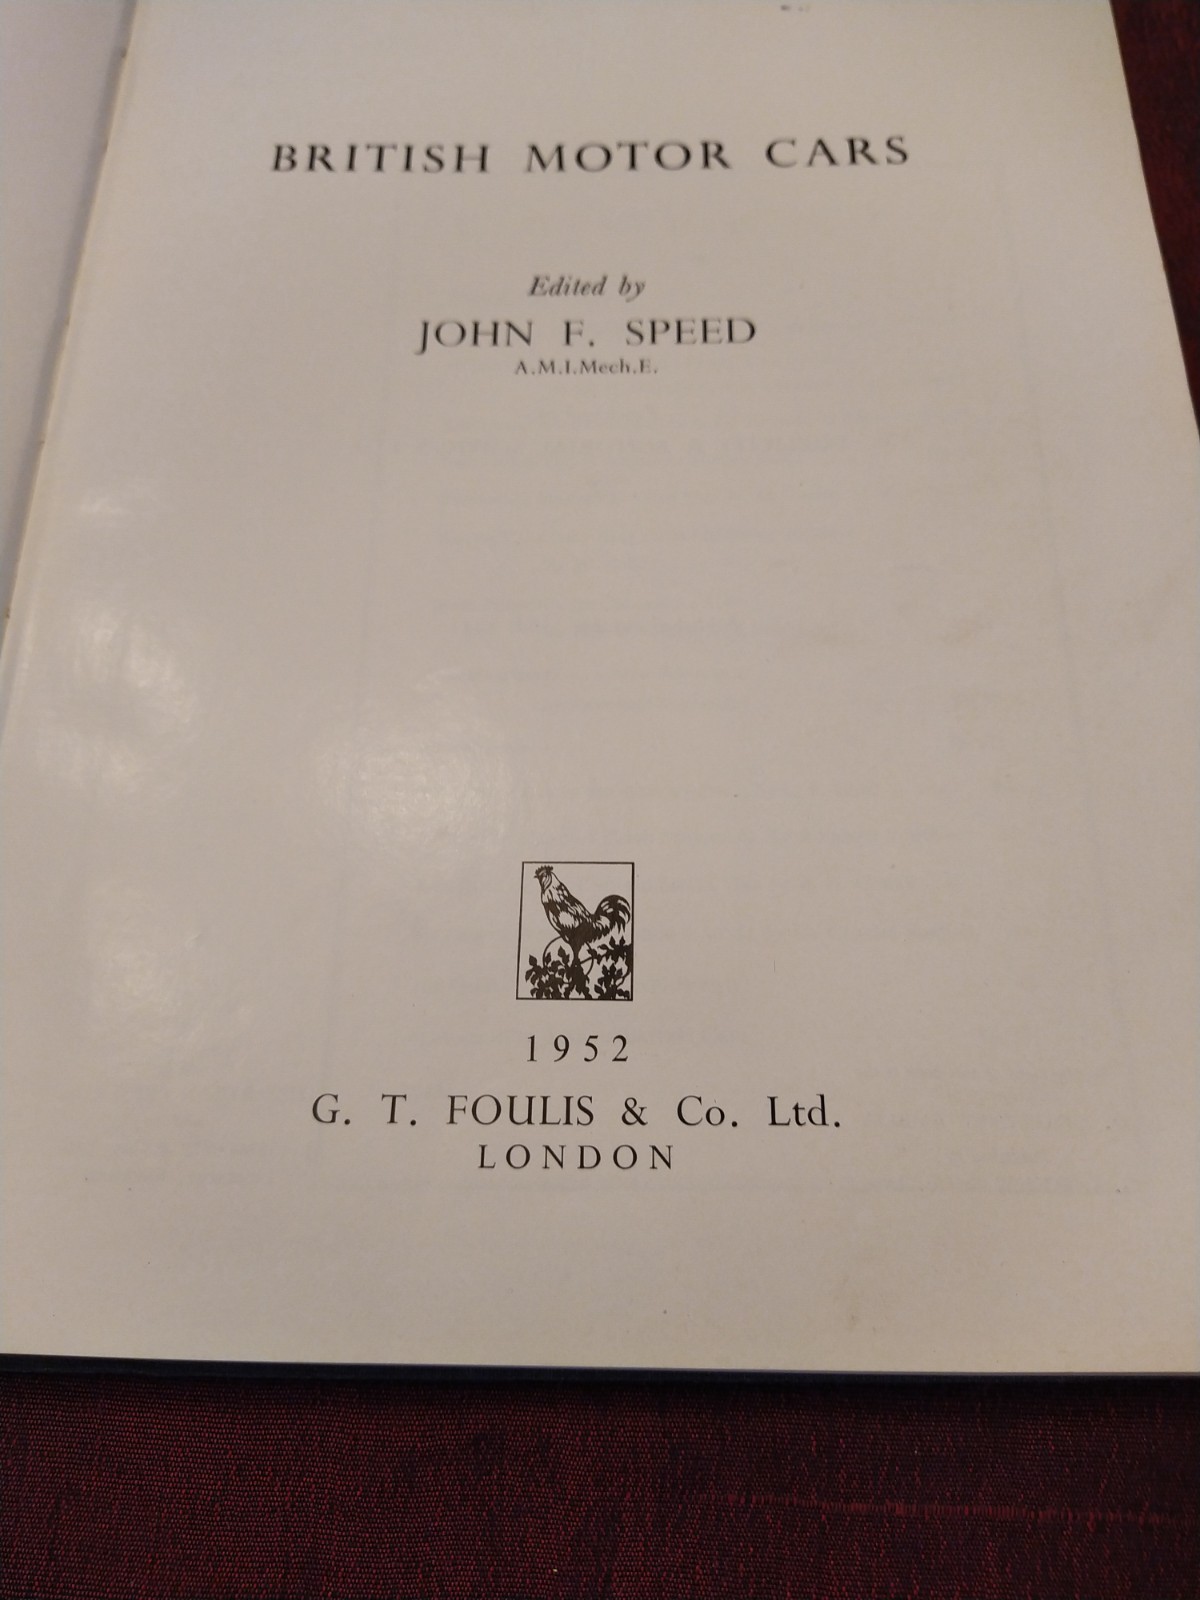 BRITISH MOTOR CARS
Edited by
JOHN F. SPEED
A.M.I.Mech.E.
1952
G. T. FOULIS & Co. Ltd.
LONDON